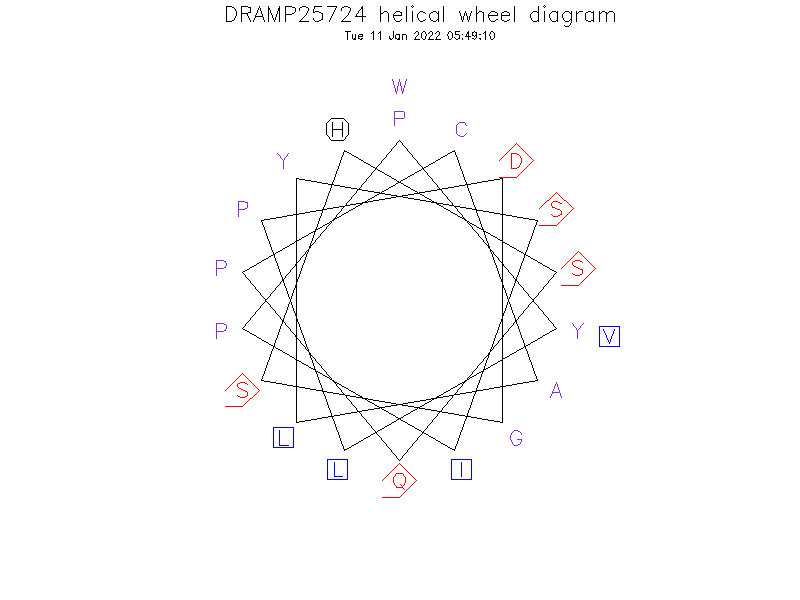 DRAMP25724 helical wheel diagram
Tue 11 Jan 2022 05:49:10
W
H P C
Y D
P S
P S
P Y V
S A
L G
L Q I